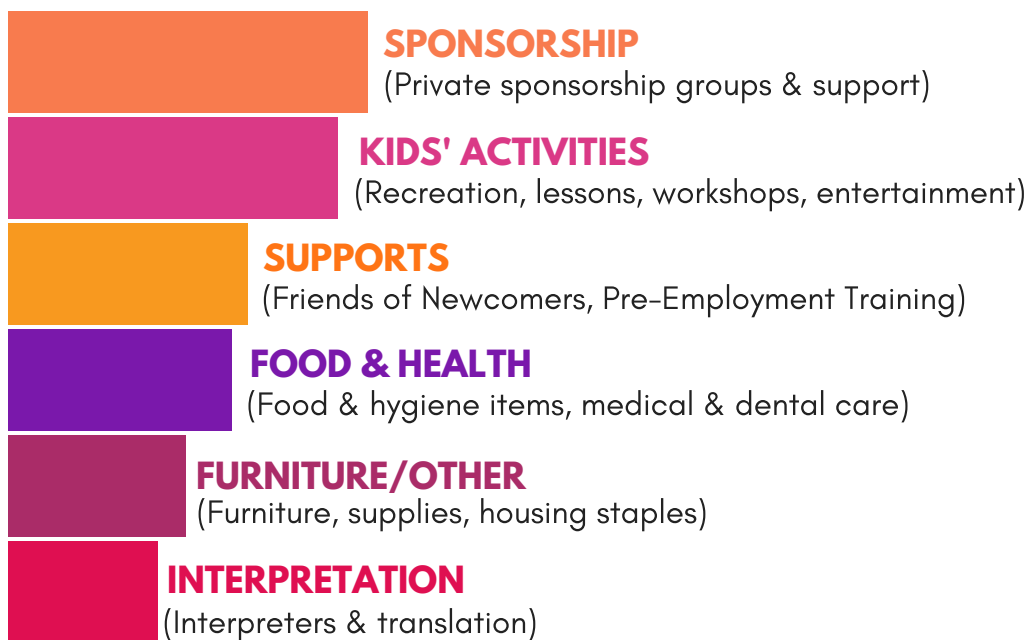 SPONSORSHIP
(Private sponsorship groups & support)
KIDS' ACTIVITIES
(Recreation, lessons, workshops, entertainment)
SUPPORTS
(Friends of Newcomers, Pre-Employment Training)
FOOD & HEALTH
(Food & hygiene items, medical & dental care)
FURNITURE/OTHER
(Furniture, supplies, housing staples)
INTERPRETATION
(Interpreters & translation)